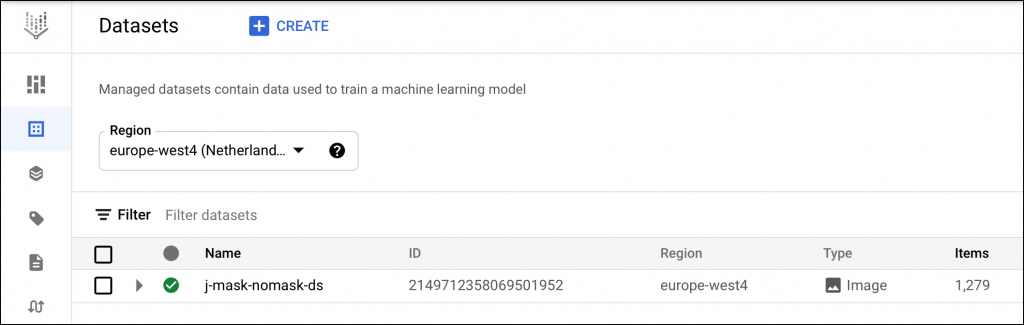 Datasets CREATE
Managed datasets contain data used to train a machine learning model
Region
europe-west4 (Netherland...
Filter Filter datasets
Name ID Region Type Items
j-mask-nomask-ds 2149712358069501952 europe-west4 Image 1,279